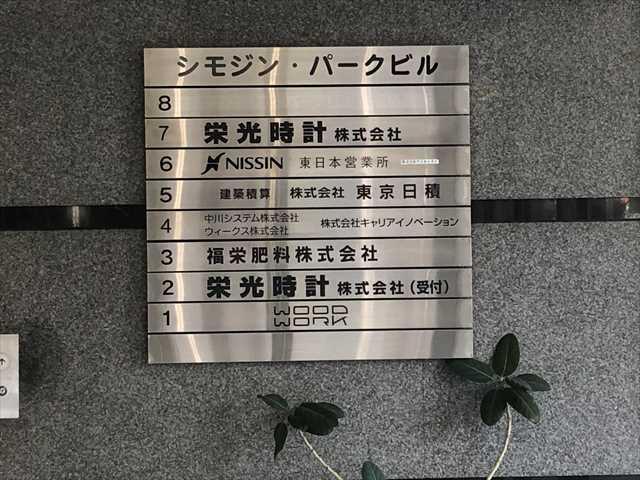 シモジン・パークビル
8
7 栄光時計 株式会社
6 NISSIN 東日本営業所
5 建築積算 株式会社 東京日積
4 中川システム株式会社 株式会社キャリアイノベーション
ウィークス株式会社
3 福栄肥料株式会社
2 栄光時計 株式会社(受付)
1 WOOD
WORK